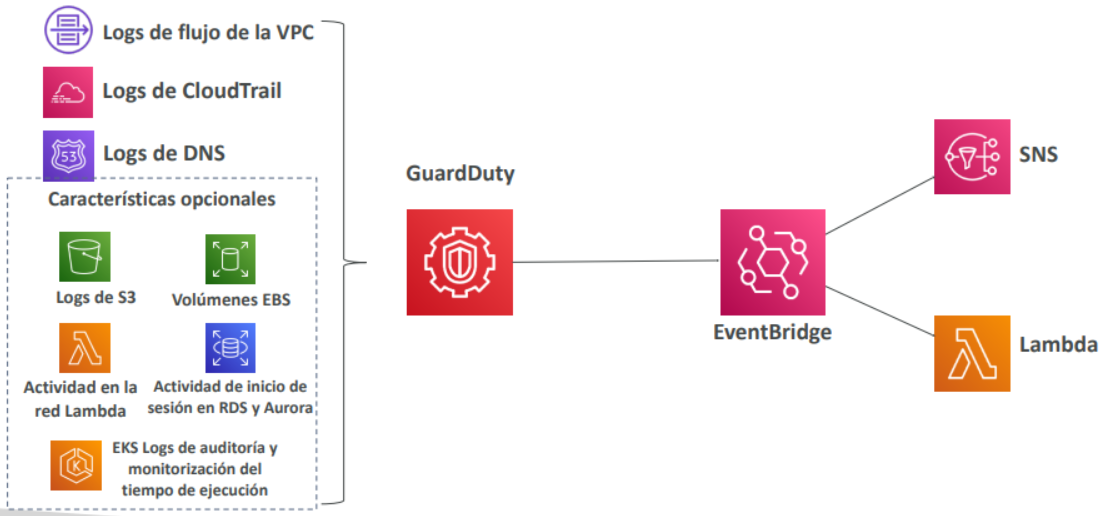 Logs de flujo de la VPC
Logs de CloudTrail
53
Logs de DNS
Características opcionales
Logs de S3
Volúmenes EBS
Actividad en la
red Lambda
Actividad de inicio de
sesión en RDS y Aurora
K
EKS Logs de auditoría y
monitorización del
tiempo de ejecución
GuardDuty
EventBridge
SNS
Lambda